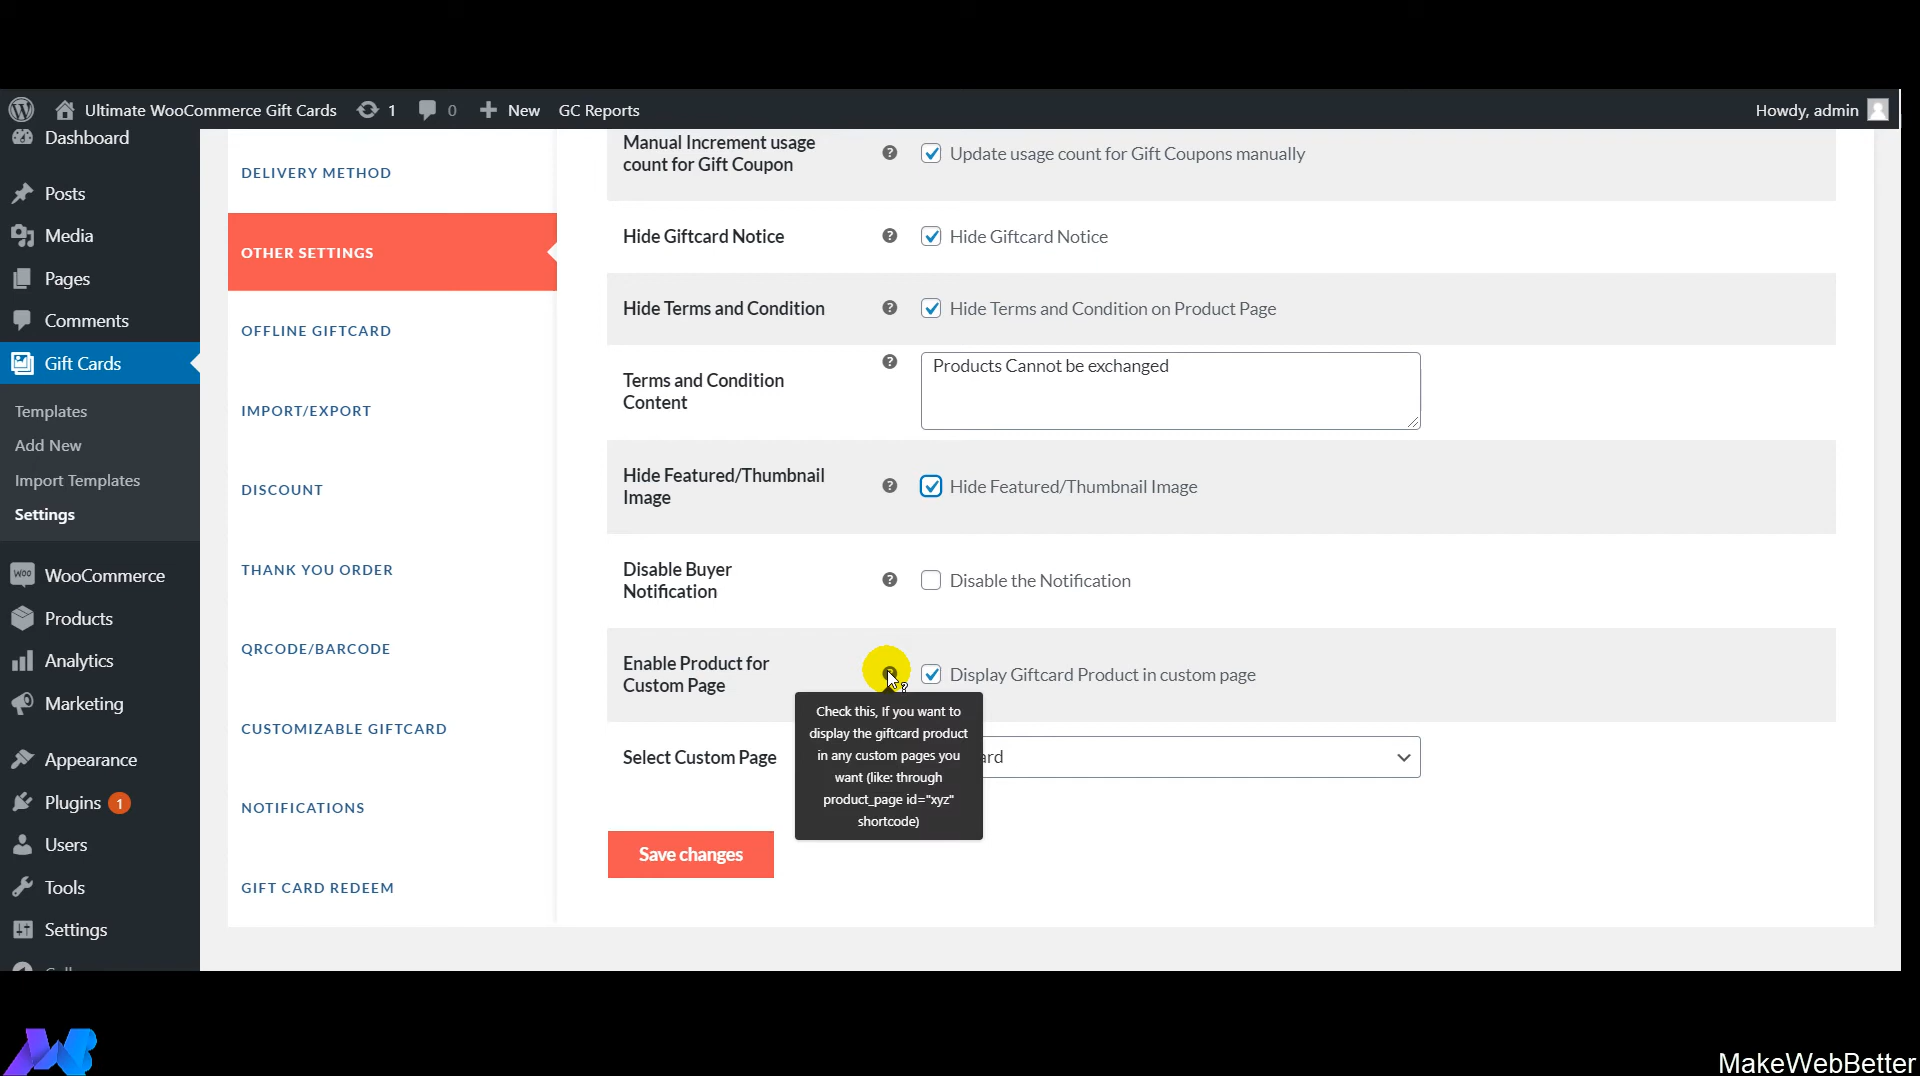 Ultimate WooCommerce Gift Cards 1 0 New GC Reports Howdy, admin
Dashboard
Posts
Media
Pages
Comments
Gift Cards
Templates
Add New
Import Templates
Settings
WooCommerce
Products
Analytics
Marketing
Appearance
Plugins 1
Users
Tools
Settings
DELIVERY METHOD
OTHER SETTINGS
OFFLINE GIFTCARD
IMPORT/EXPORT
DISCOUNT
THANK YOU ORDER
QRCODE/BARCODE
CUSTOMIZABLE GIFTCARD
NOTIFICATIONS
GIFT CARD REDEEM
Manual Increment usage
count for Gift Coupon
Update usage count for Gift Coupons manually
Hide Giftcard Notice
Hide Giftcard Notice
Hide Terms and Condition
Hide Terms and Condition on Product Page
Terms and Condition
Content
Products Cannot be exchanged
Hide Featured/Thumbnail
Image
Hide Featured/Thumbnail Image
Disable Buyer
Notification
Disable the Notification
Enable Product for
Custom Page
Display Giftcard Product in custom page
Check this, If you want to
display the giftcard product
in any custom pages you
want (like: through
product_page id="xyz"
shortcode)
Select Custom Page
Save changes
MakeWebBetter